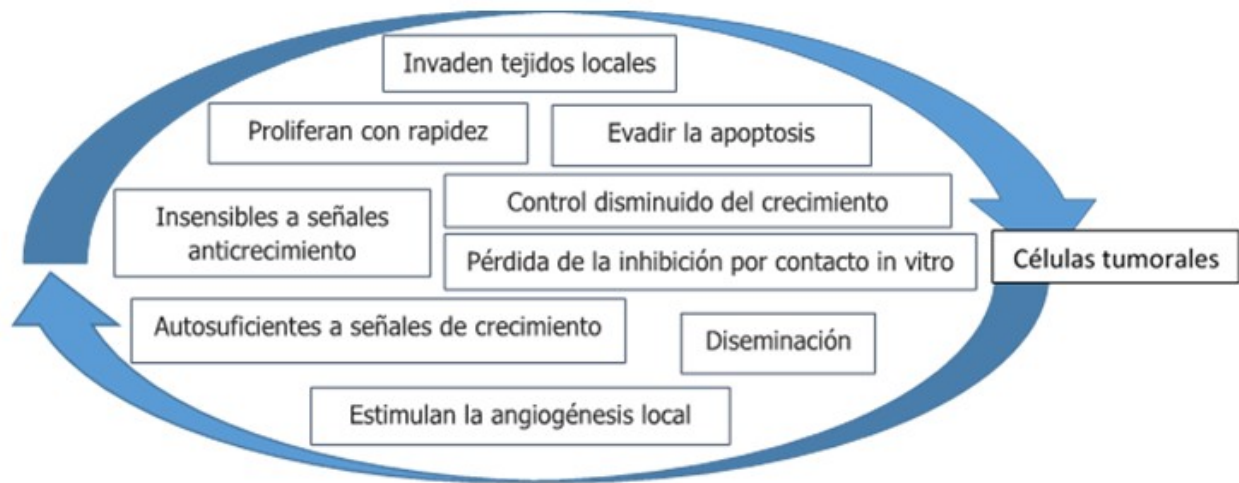 Invaden tejidos locales
Proliferan con rapidez
Evadir la apoptosis
Insensibles a señales
anticrecimiento
Control disminuido del crecimiento
Pérdida de la inhibición por contacto in vitro
Células tumorales
Autosuficientes a señales de crecimiento
Diseminación
Estimulan la angiogénesis local